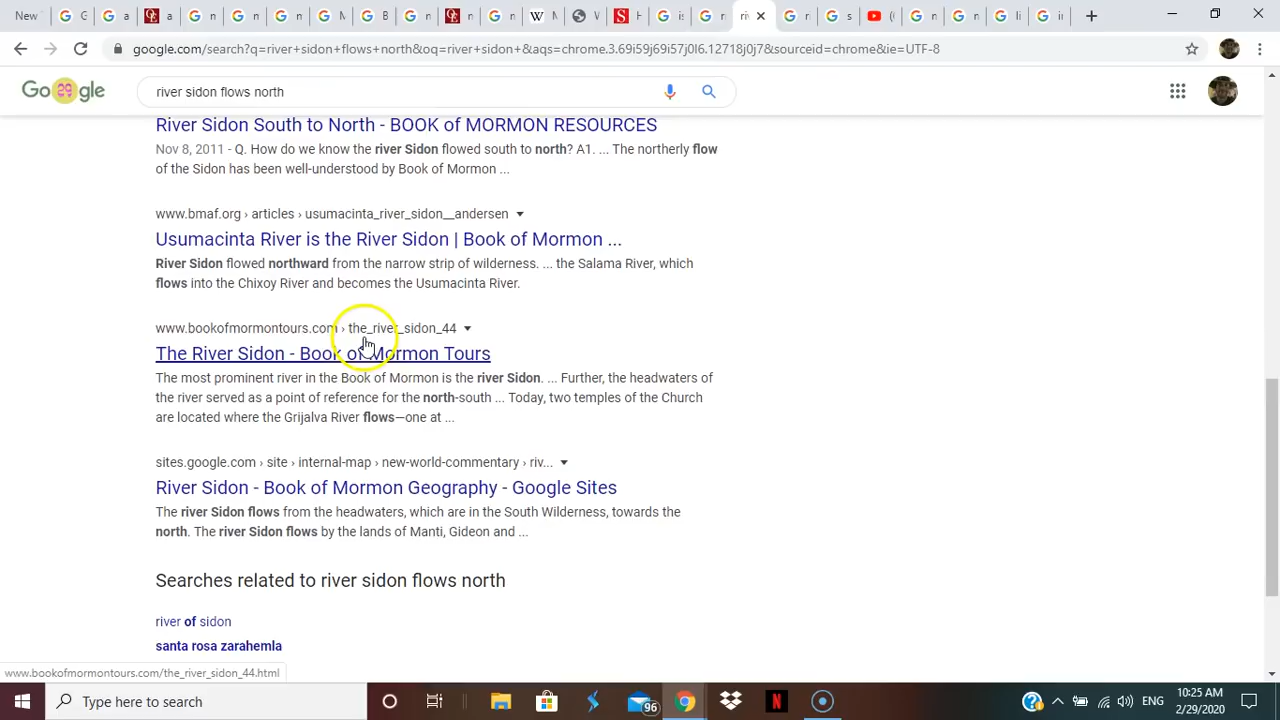 New
google.com/search?q=river+sidon+flows+north&oq=river+sidon+&aqs=chrome.3.69i59j69i57j0l6.12718j0j7&sourceid=chrome&ie=UTF-8
Google
river sidon flows north
River Sidon South to North - BOOK of MORMON RESOURCES
Nov 8, 2011 - Q. How do we know the river Sidon flowed south to north? A1. ... The northerly flow
of the Sidon has been well-understood by Book of Mormon ...
www.bmaf.org › articles › usumacinta_river_sidon__andersen
Usumacinta River is the River Sidon | Book of Mormon ...
River Sidon flowed northward from the narrow strip of wilderness. ... the Salama River, which
flows into the Chixoy River and becomes the Usumacinta River.
www.bookofmormontours.com › the_river_sidon_44
The River Sidon - Book of Mormon Tours
The most prominent river in the Book of Mormon is the river Sidon. ... Further, the headwaters of
the river served as a point of reference for the north-south ... Today, two temples of the Church
are located where the Grijalva River flows—one at ...
sites.google.com › site › internal-map › new-world-commentary › riv...
River Sidon - Book of Mormon Geography - Google Sites
The river Sidon flows from the headwaters, which are in the South Wilderness, towards the
north. The river Sidon flows by the lands of Manti, Gideon and ...
Searches related to river sidon flows north
river of sidon
santa rosa zarahemla
www.bookofmormontours.com/the_river_sidon_44.html
Type here to search
96
ENG
10:25 AM
2/29/2020